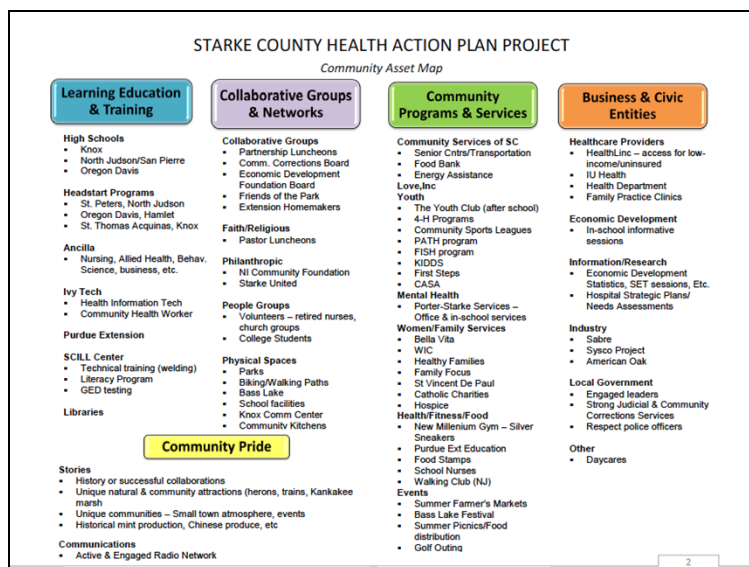 STARKE COUNTY HEALTH ACTION PLAN PROJECT
Community Asset Map
Learning Education
& Training
High Schools
▪ Knox
▪ North Judson/San Pierre
▪ Oregon Davis
Headstart Programs
▪ St. Peters, North Judson
▪ Oregon Davis, Hamlet
▪ St. Thomas Acquinas, Knox
Ancilla
▪ Nursing, Allied Health, Behav.
Science, business, etc.
Ivy Tech
▪ Health Information Tech
▪ Community Health Worker
Purdue Extension
SCILL Center
▪ Technical training (welding)
▪ Literacy Program
▪ GED testing
Libraries
Collaborative Groups
& Networks
Collaborative Groups
▪ Partnership Luncheons
▪ Comm. Corrections Board
▪ Economic Development
Foundation Board
▪ Friends of the Park
▪ Extension Homemakers
Faith/Religious
▪ Pastor Luncheons
Philanthropic
▪ NI Community Foundation
▪ Starke United
People Groups
▪ Volunteers – retired nurses,
church groups
▪ College Students
Physical Spaces
▪ Parks
▪ Biking/Walking Paths
▪ Bass Lake
▪ School facilities
▪ Knox Comm Center
▪ Community Kitchens
Community
Programs & Services
Community Services of SC
▪ Senior Cntrs/Transportation
▪ Food Bank
▪ Energy Assistance
Love,Inc
Youth
▪ The Youth Club (after school)
▪ 4-H Programs
▪ Community Sports Leagues
▪ PATH program
▪ FISH program
▪ KIDDS
▪ First Steps
▪ CASA
Mental Health
▪ Porter-Starke Services –
Office & in-school services
Women/Family Services
▪ Bella Vita
▪ WIC
▪ Healthy Families
▪ Family Focus
▪ St Vincent De Paul
▪ Catholic Charities
▪ Hospice
Health/Fitness/Food
▪ New Millenium Gym – Silver
Sneakers
▪ Purdue Ext Education
▪ Food Stamps
▪ School Nurses
▪ Walking Club (NJ)
Events
▪ Summer Farmer's Markets
▪ Bass Lake Festival
▪ Summer Picnics/Food
distribution
▪ Golf Outing
Business & Civic
Entities
Healthcare Providers
▪ HealthLinc – access for low-
income/uninsured
▪ IU Health
▪ Health Department
▪ Family Practice Clinics
Economic Development
▪ In-school informative
sessions
Information/Research
▪ Economic Development
Statistics, SET sessions, Etc.
▪ Hospital Strategic Plans/
Needs Assessments
Industry
▪ Sabre
▪ Sysco Project
▪ American Oak
Local Government
▪ Engaged leaders
▪ Strong Judicial & Community
Corrections Services
▪ Respect police officers
Other
▪ Daycares
Community Pride
Stories
▪ History or successful collaborations
▪ Unique natural & community attractions (herons, trains, Kankakee
marsh
▪ Unique communities – Small town atmosphere, events
▪ Historical mint production, Chinese produce, etc
Communications
▪ Active & Engaged Radio Network
2